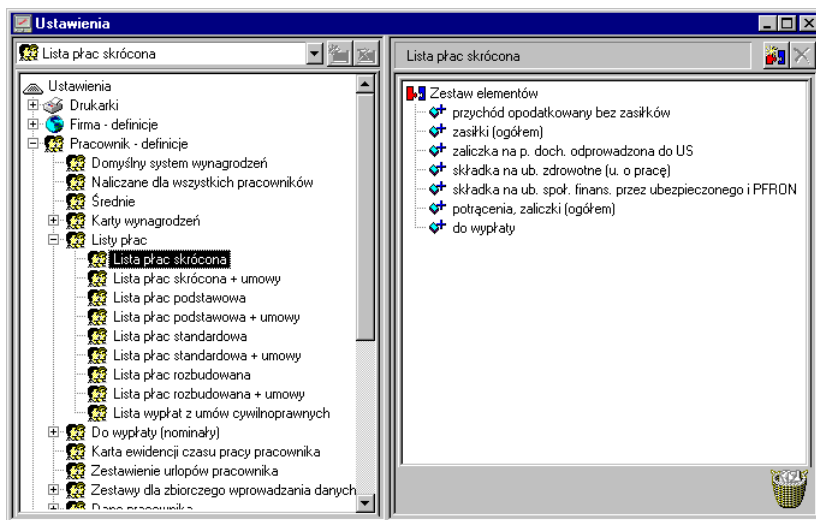 Ustawienia
Lista płac skrócona
Ustawienia
Drukarki
Firma - definicje
Pracownik - definicje
Domyślny system wynagrodzeń
Naliczane dla wszystkich pracowników
Średnie
Karty wynagrodzeń
Listy płac
Lista płac skrócona
Lista płac skrócona + umowy
Lista płac podstawowa
Lista płac podstawowa + umowy
Lista płac standardowa
Lista płac standardowa + umowy
Lista płac rozbudowana
Lista płac rozbudowana + umowy
Lista wypłat z umów cywilnoprawnych
Do wypłaty (nominały)
Karta ewidencji czasu pracy pracownika
Zestawienie urlopów pracownika
Zestawy dla zbiorczego wprowadzania danych
Dane pracownika
Lista płac skrócona
Zestaw elementów
przychód opodatkowany bez zasiłków
zasiłki (ogółem)
zaliczka na p. doch. odprowadzona do US
składka na ub. zdrowotne (u. o pracę)
składka na ub. społ. finans. przez ubezpieczonego i PFRON
potrącenia, zaliczki (ogółem)
do wypłaty